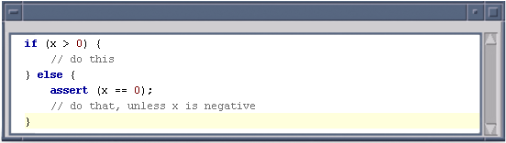 if (x > 0) {
    // do this
} else {
    assert (x == 0);
    // do that, unless x is negative
}